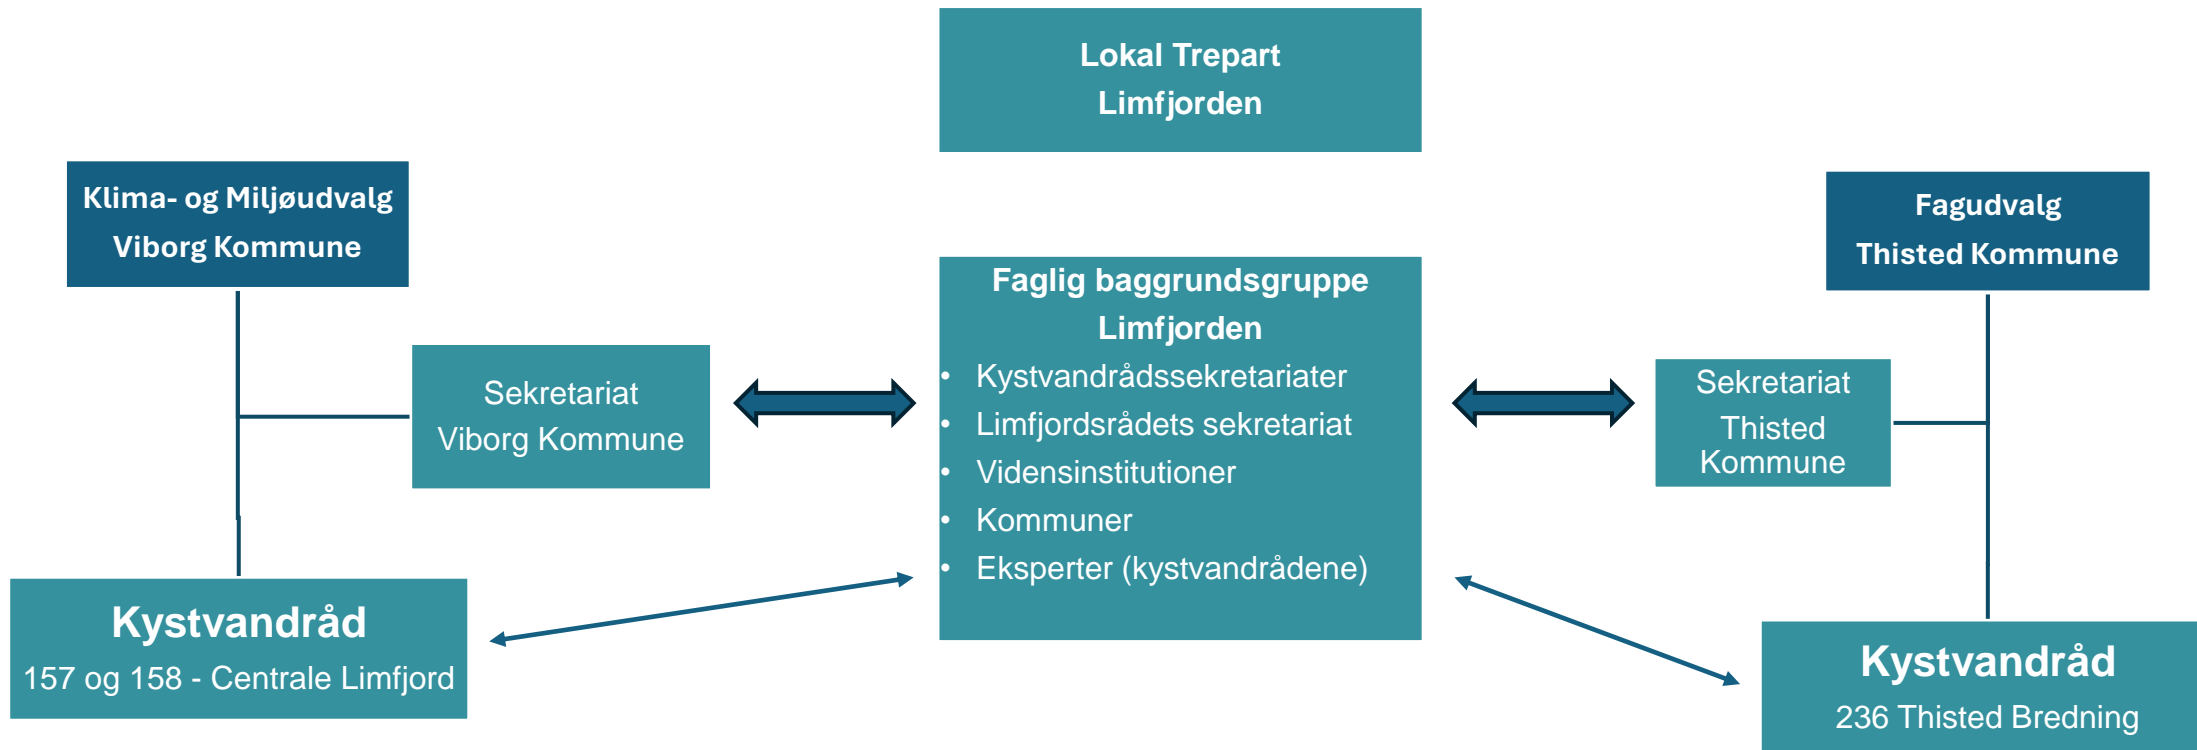 Lokal Trepart
Limfjorden
Klima- og Miljøudvalg
Viborg Kommune
Fagudvalg
Thisted Kommune
Faglig baggrundsgruppe
Limfjorden
• Kystvandrådssekretariater
• Limfjordsrådets sekretariat
• Vidensinstitutioner
• Kommuner
• Eksperter (kystvandrådene)
Sekretariat
Viborg Kommune
Sekretariat
Thisted
Kommune
Kystvandråd
157 og 158 - Centrale Limfjord
Kystvandråd
236 Thisted Bredning